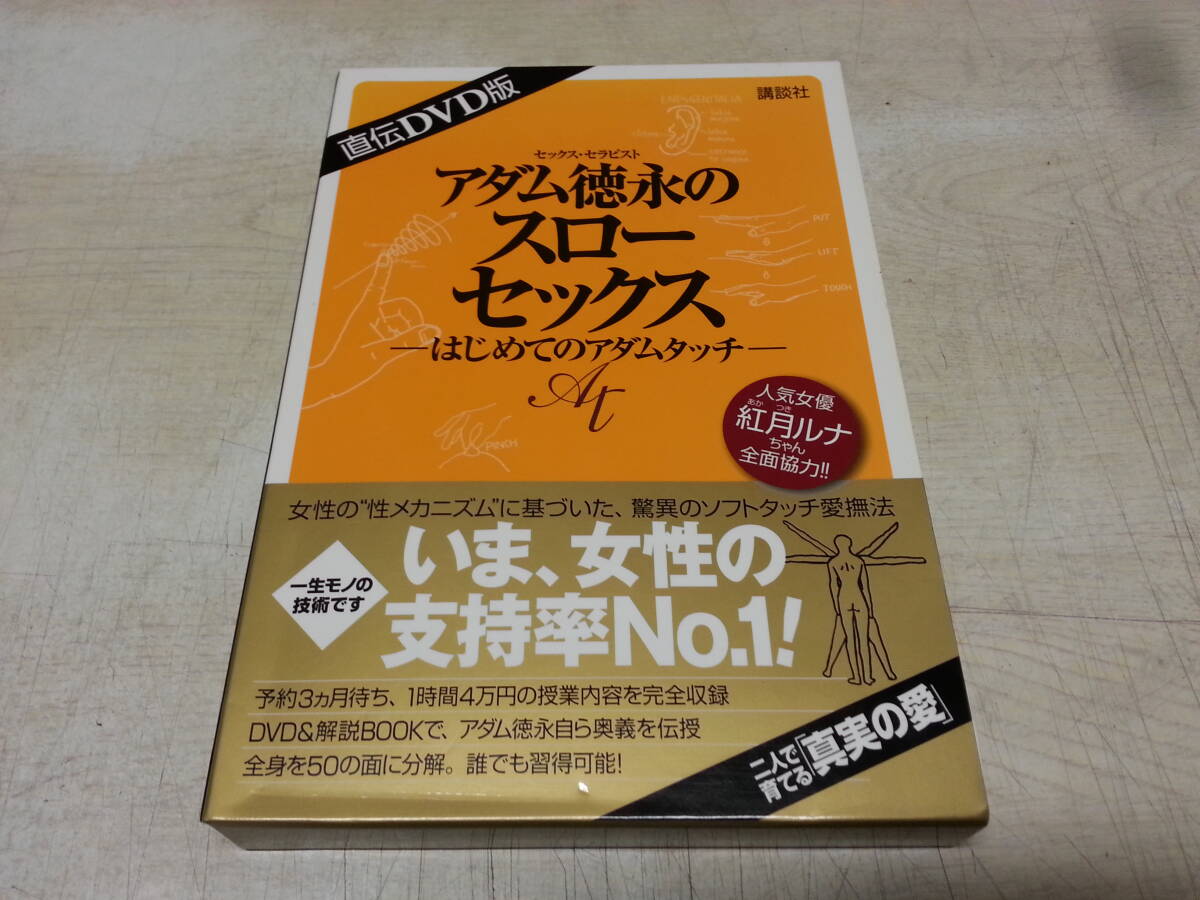 直伝DVD版
講談社
セックス・セラピスト
アダム徳永の
スロー
セックス
―はじめてのアダムタッチ―
At
PUT
LIFT
TOUCH
PINCH
人気女優
あか つき
紅月ルナ
ちゃん
全面協力!!
女性の“性メカニズム”に基づいた、驚異のソフトタッチ愛撫法
一生モノの
技術です
いま、女性の
支持率No.1!
予約3ヵ月待ち、1時間4万円の授業内容を完全収録
DVD&解説BOOKで、アダム徳永自ら奥義を伝授
全身を50の面に分解。誰でも習得可能!
二人で
育てる「真実の愛」